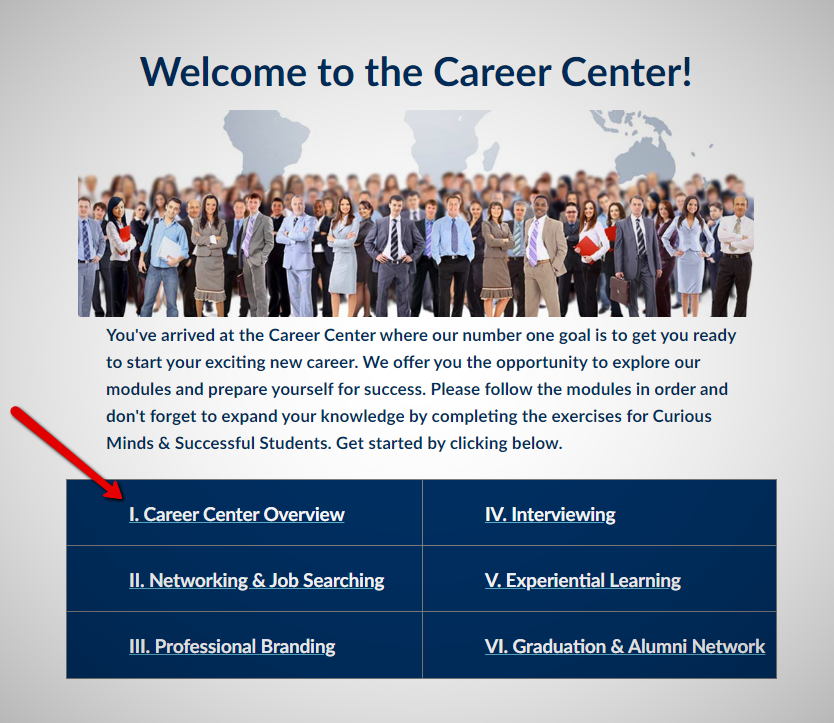 Welcome to the Career Center!
You've arrived at the Career Center where our number one goal is to get you ready
to start your exciting new career. We offer you the opportunity to explore our
modules and prepare yourself for success. Please follow the modules in order and
don't forget to expand your knowledge by completing the exercises for Curious
Minds & Successful Students. Get started by clicking below.
I. Career Center Overview
IV. Interviewing
II. Networking & Job Searching
V. Experiential Learning
III. Professional Branding
VI. Graduation & Alumni Network